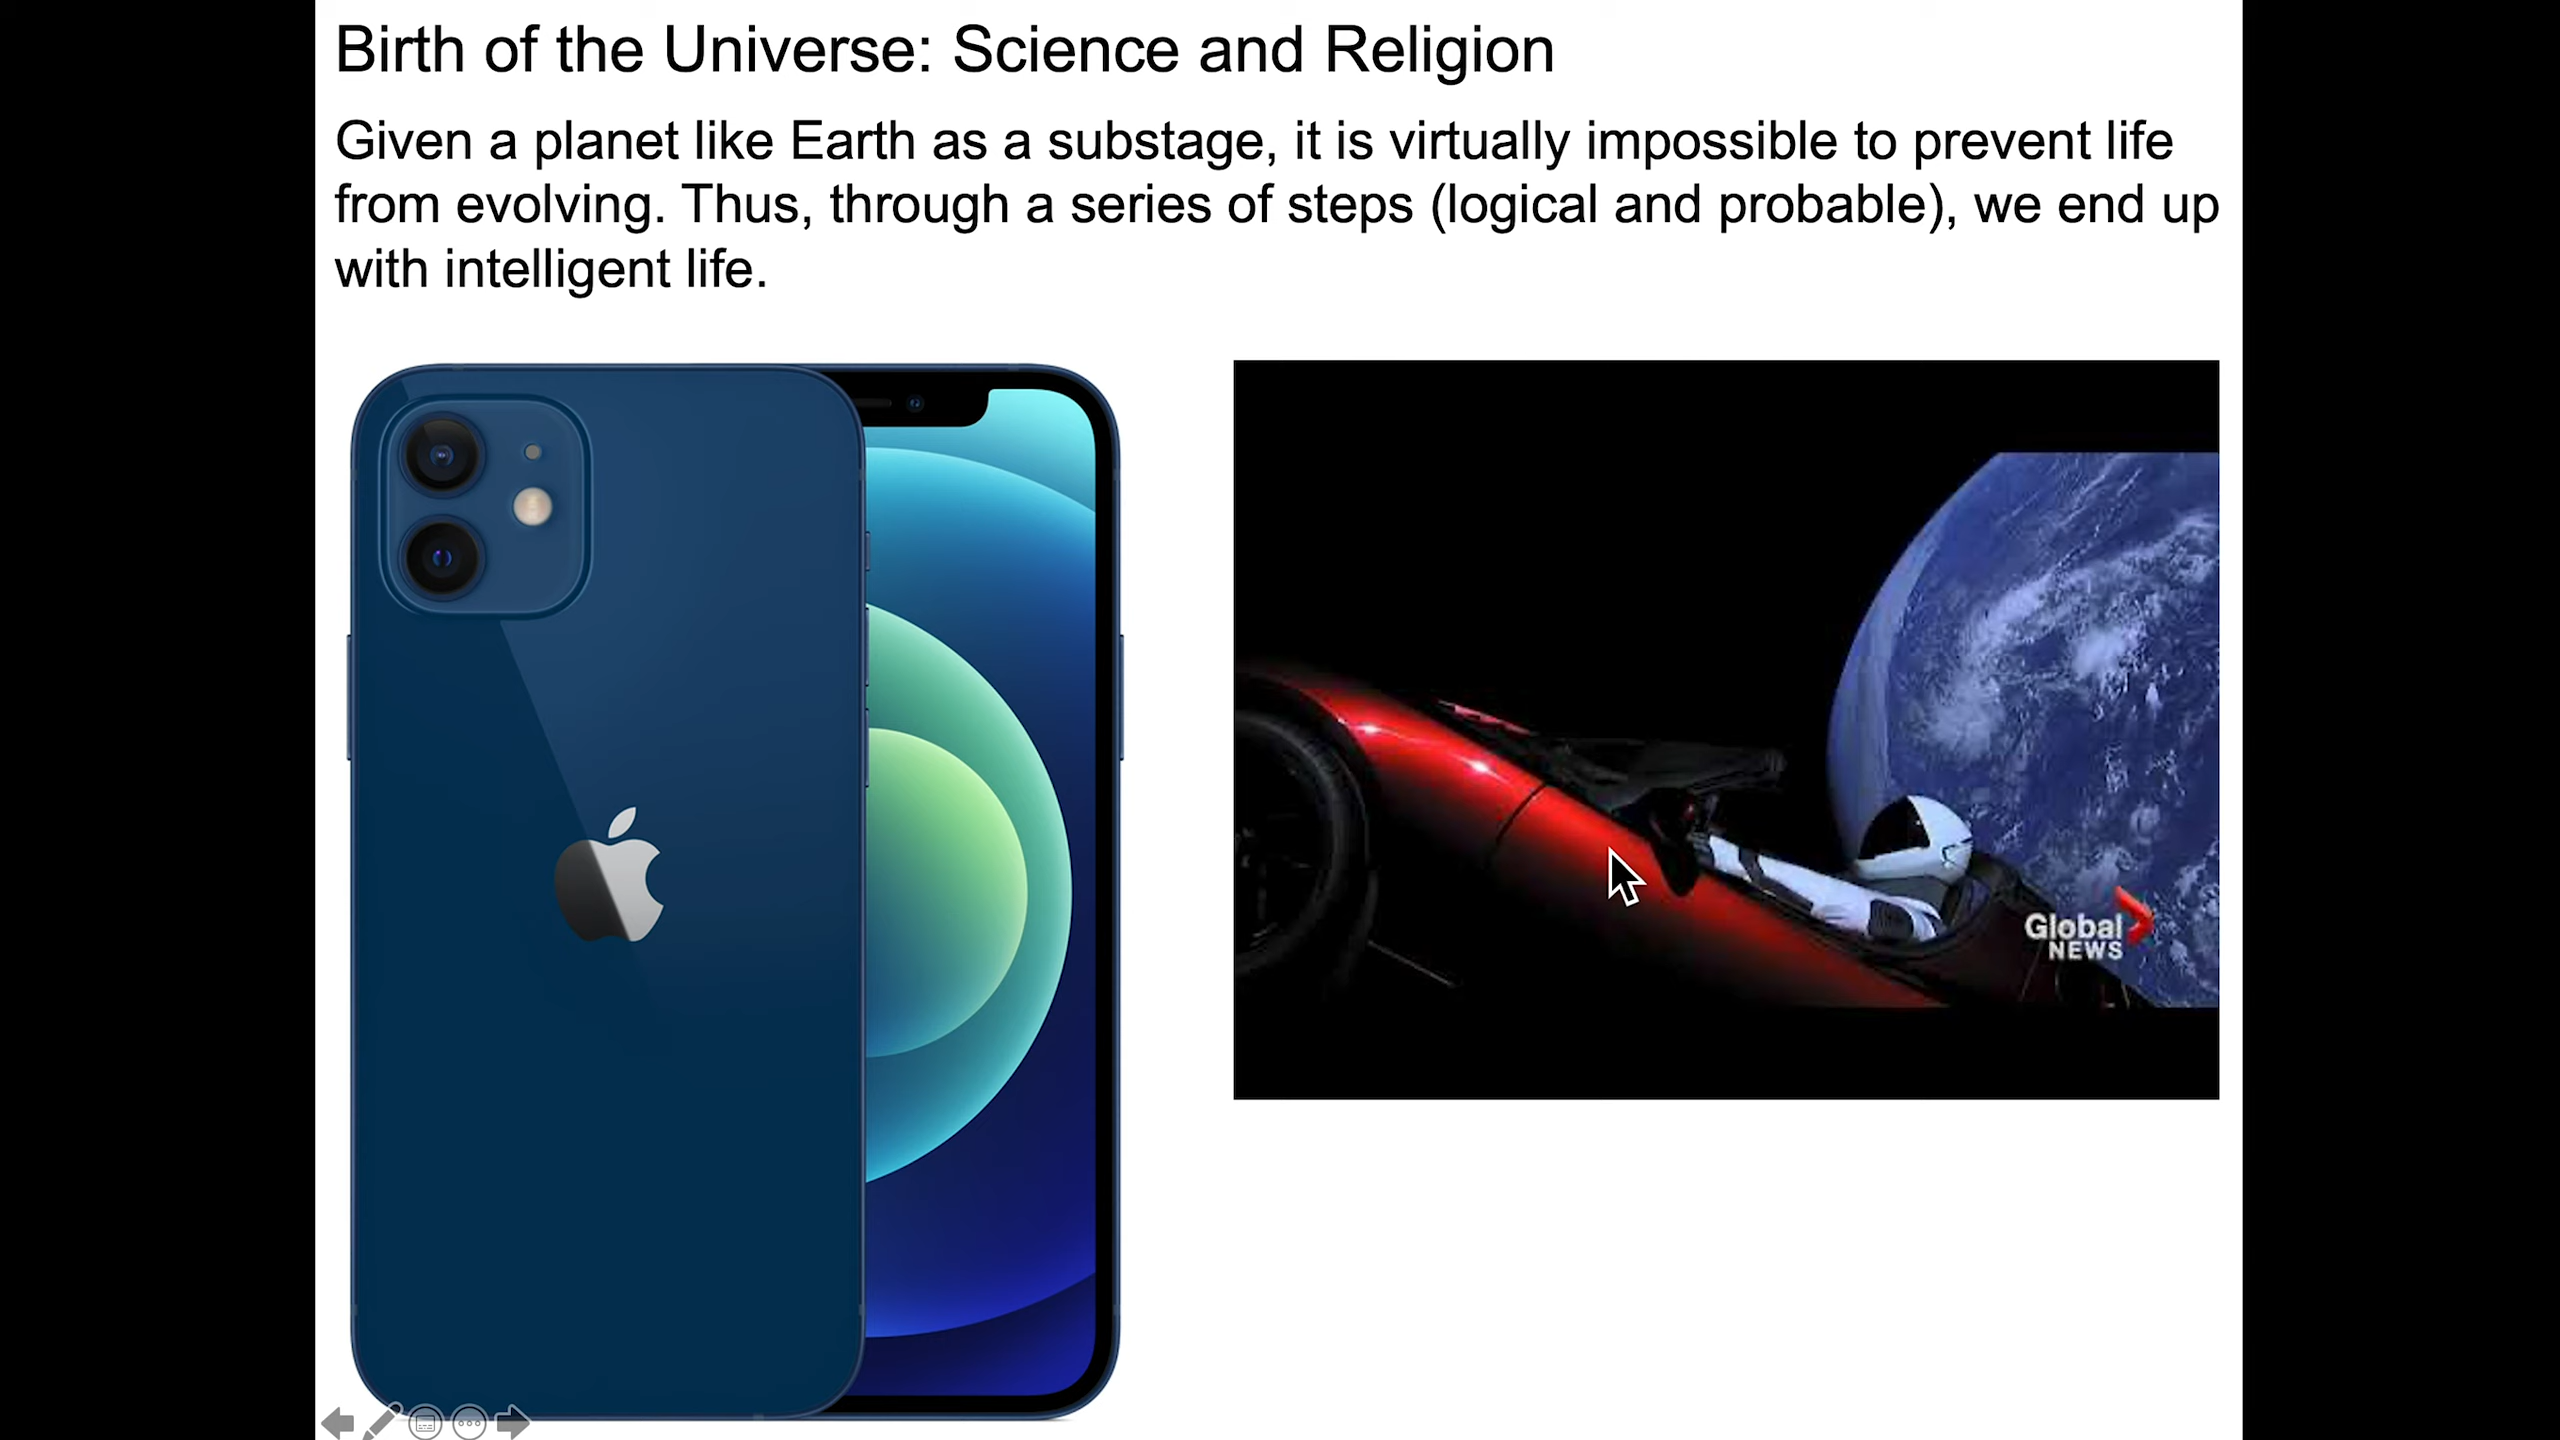 Birth of the Universe: Science and Religion
Given a planet like Earth as a substage, it is virtually impossible to prevent life
from evolving. Thus, through a series of steps (logical and probable), we end up
with intelligent life.
Global
NEWS